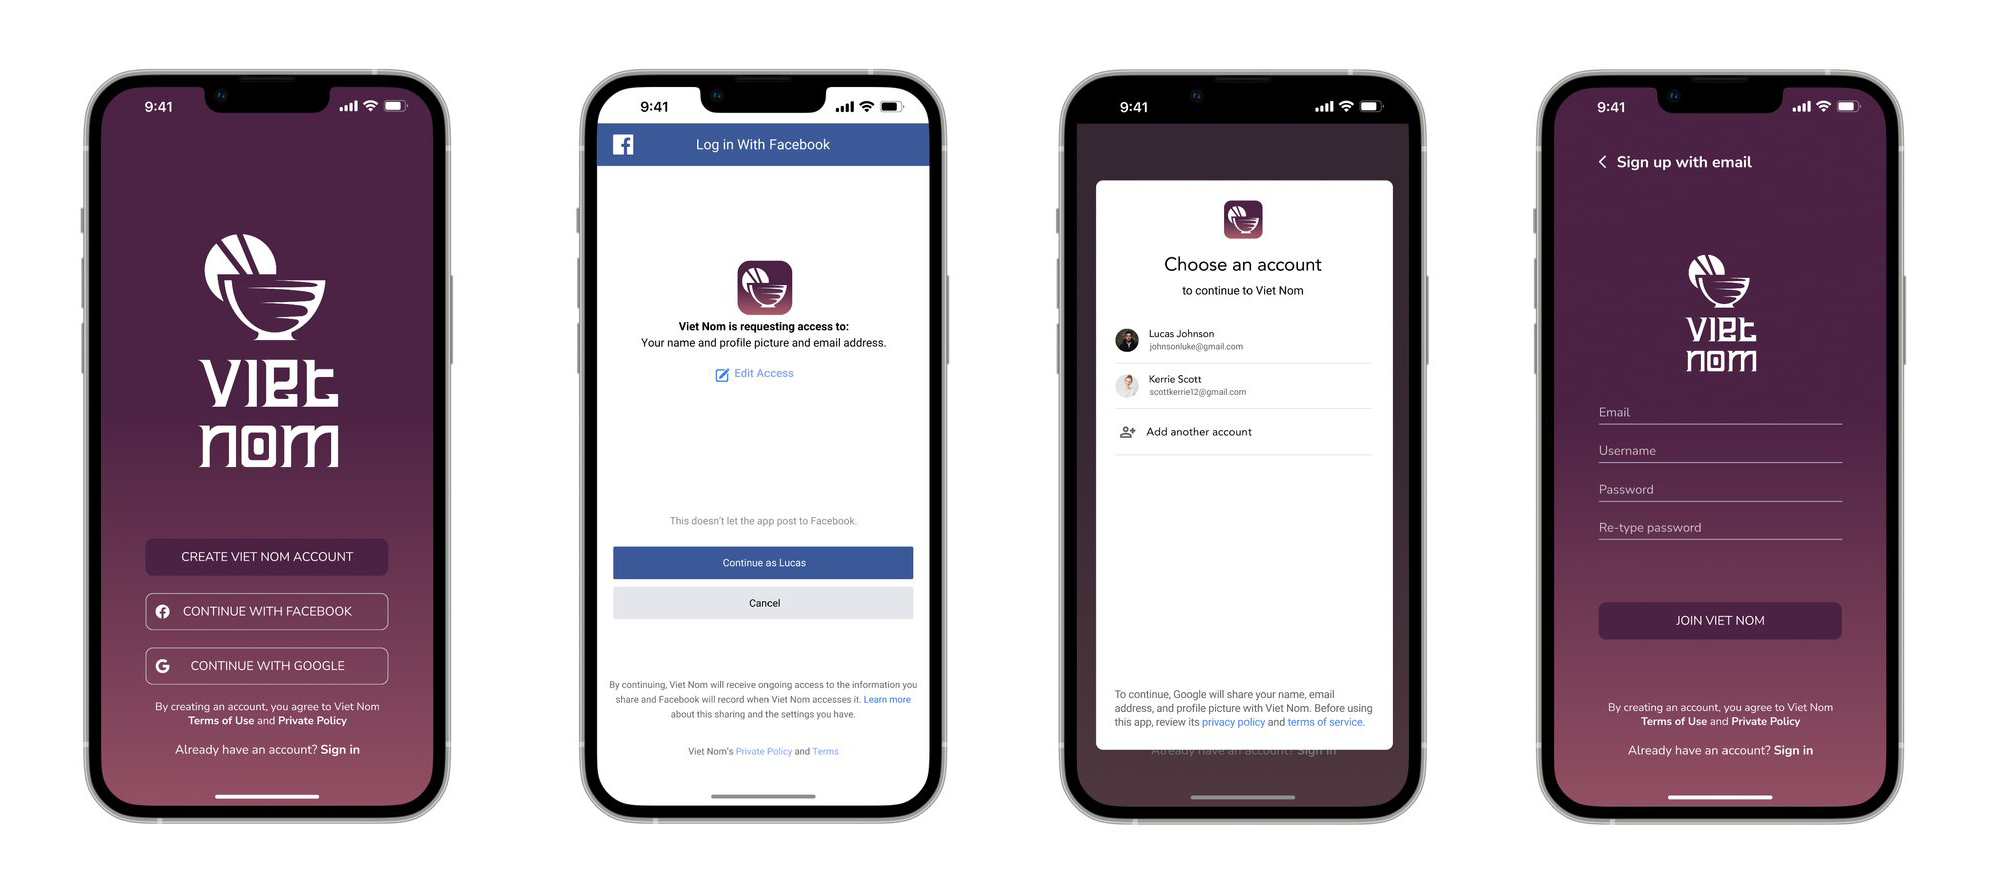 9:41
VIET
NOM
CREATE VIET NOM ACCOUNT
CONTINUE WITH FACEBOOK
G CONTINUE WITH GOOGLE
By creating an account, you agree to Viet Nom
Terms of Use and Private Policy
Already have an account? Sign in
9:41
f Log in With Facebook
Viet Nom is requesting access to:
Your name and profile picture and email address.
Edit Access
This doesn't let the app post to Facebook.
Continue as Lucas
Cancel
By continuing, Viet Nom will receive ongoing access to the information you
share and Facebook will record when Viet Nom accesses it. Learn more
about this sharing and the settings you have.
Viet Nom's Private Policy and Terms
9:41
Choose an account
to continue to Viet Nom
Lucas Johnson
johnsonluke@gmail.com
Kerrie Scott
scottkerrie12@gmail.com
Add another account
To continue, Google will share your name, email
address, and profile picture with Viet Nom. Before using
this app, review its privacy policy and terms of service.
Already have an account? Sign in
9:41
Sign up with email
VIET
NOM
Email
Username
Password
Re-type password
JOIN VIET NOM
By creating an account, you agree to Viet Nom
Terms of Use and Private Policy
Already have an account? Sign in